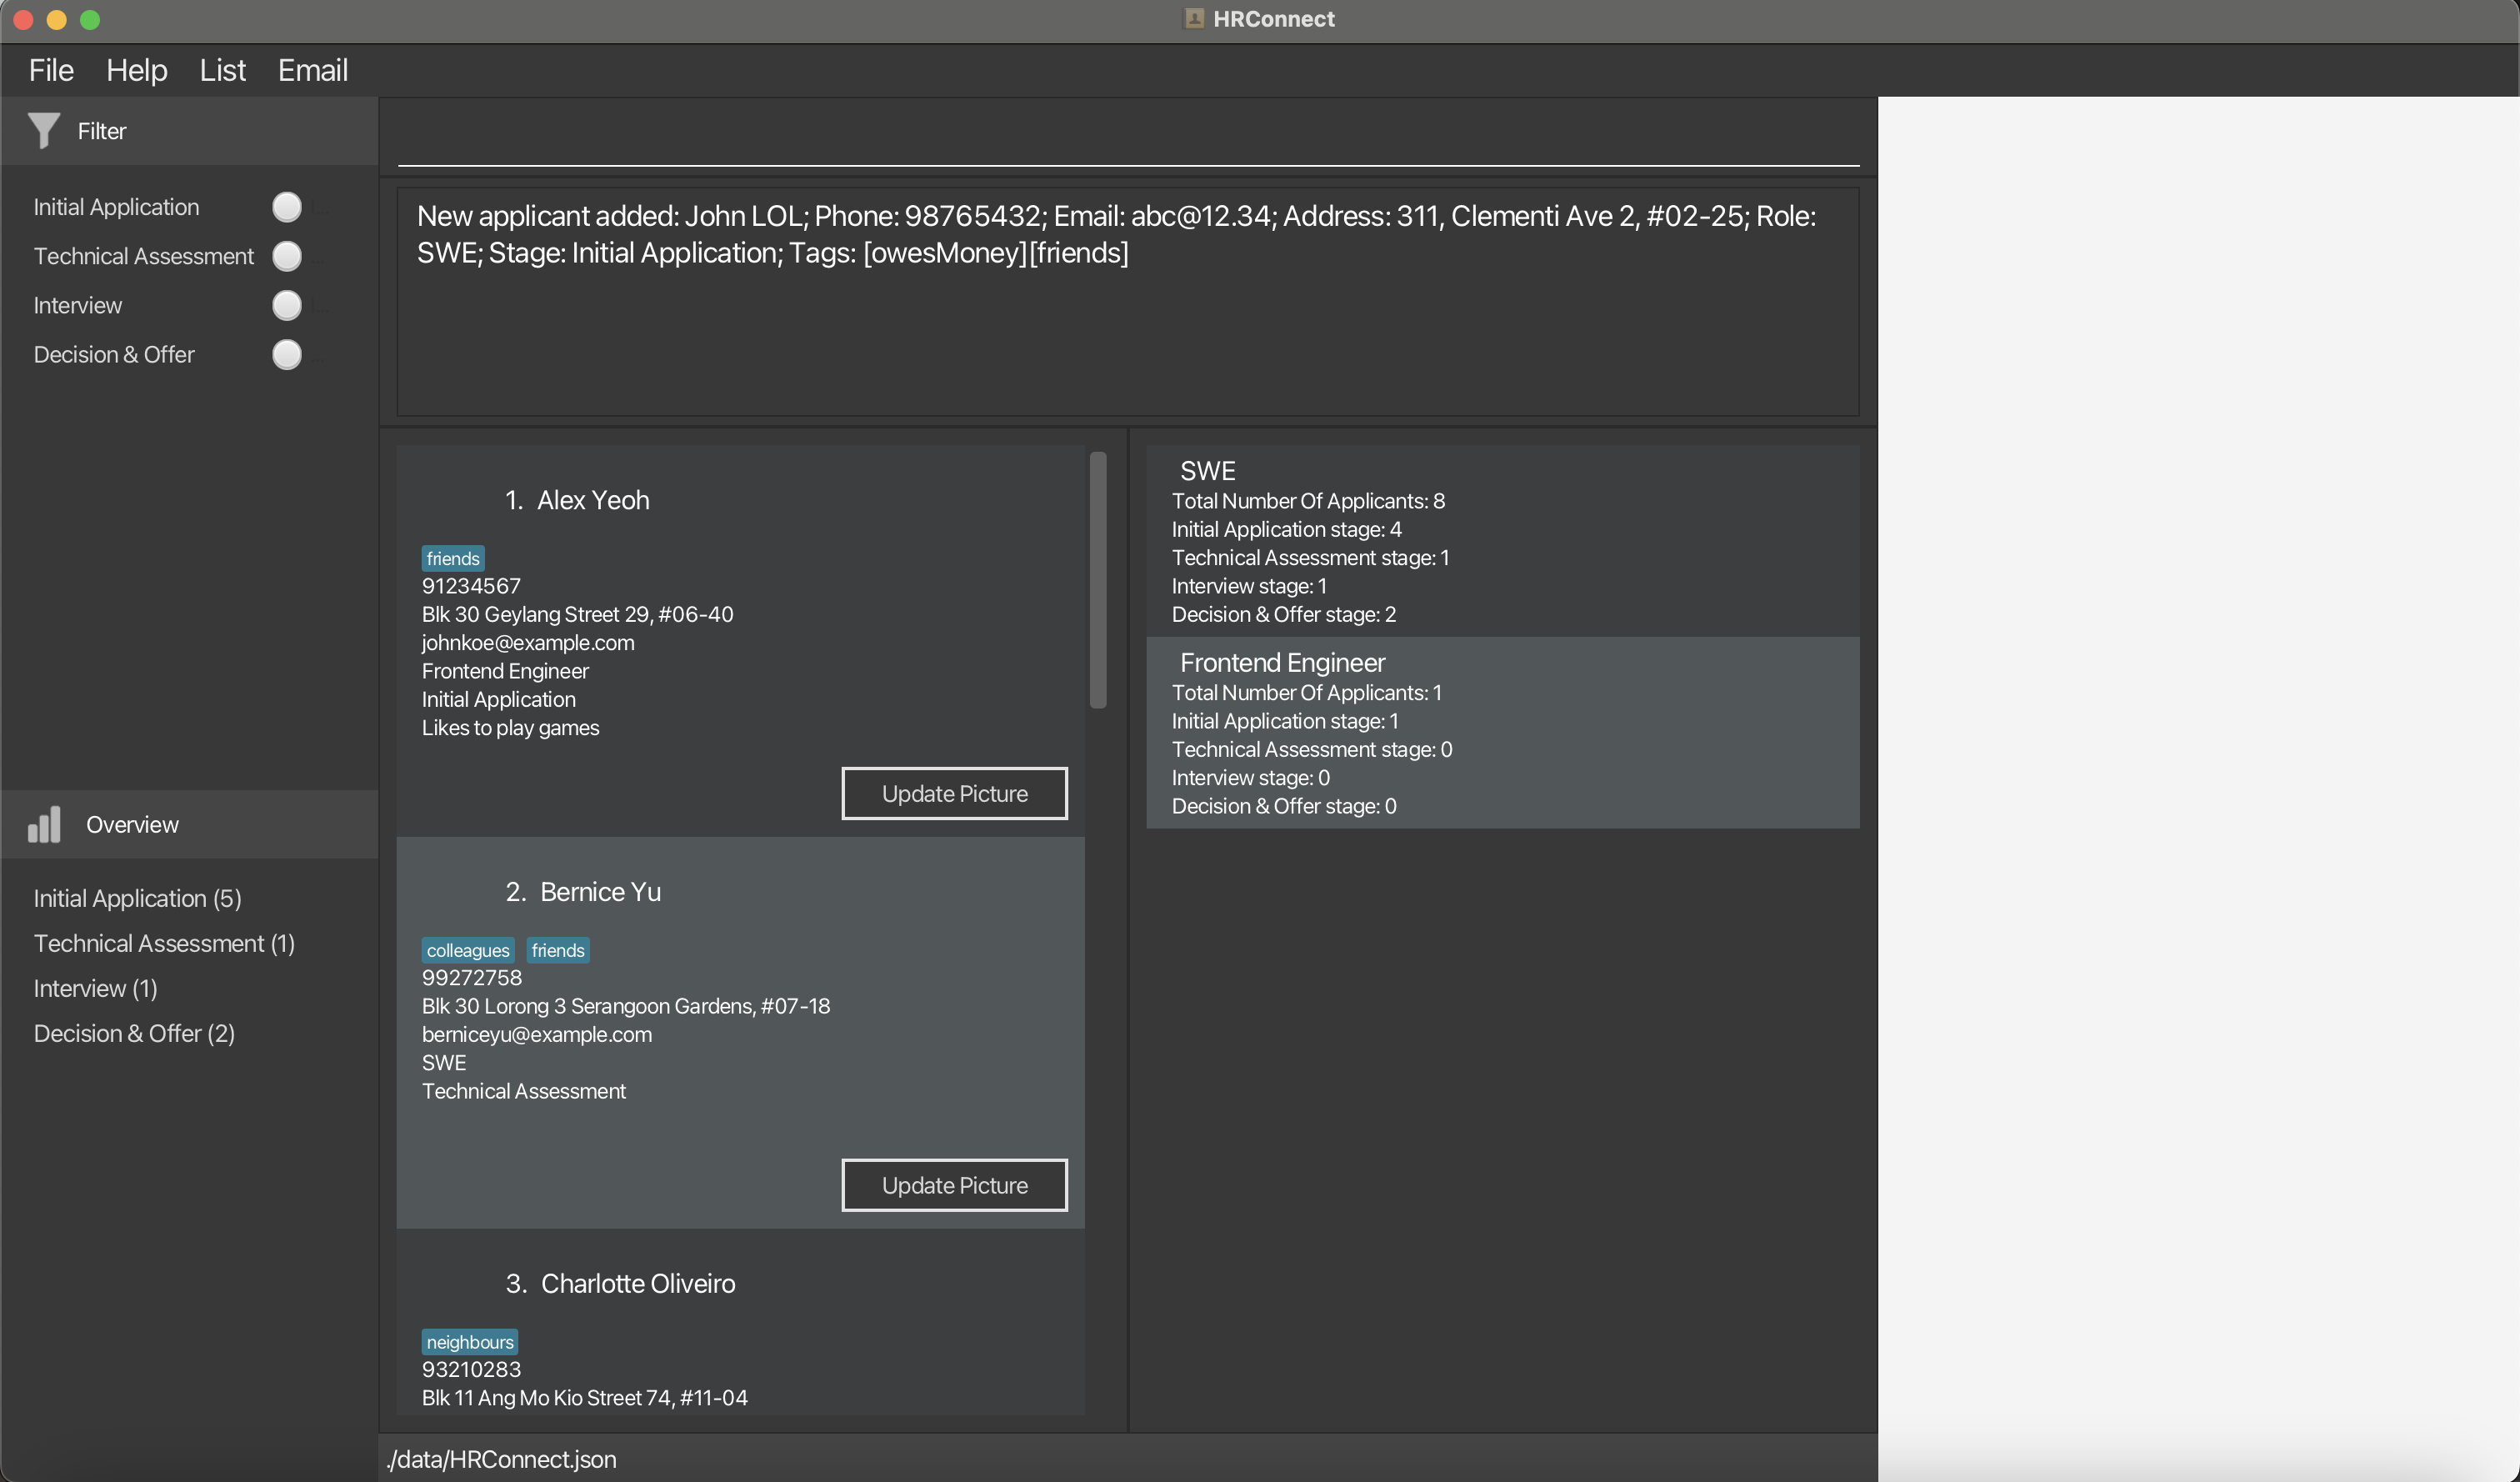 HRConnect
File Help List Email
Filter
Initial Application
Technical Assessment
Interview
Decision & Offer
New applicant added: John LOL; Phone: 98765432; Email: abc@12.34; Address: 311, Clementi Ave 2, #02-25; Role:
SWE; Stage: Initial Application; Tags: [owesMoney][friends]
1. Alex Yeoh
friends
91234567
Blk 30 Geylang Street 29, #06-40
johnkoe@example.com
Frontend Engineer
Initial Application
Likes to play games
Update Picture
2. Bernice Yu
colleagues friends
99272758
Blk 30 Lorong 3 Serangoon Gardens, #07-18
berniceyu@example.com
SWE
Technical Assessment
Update Picture
3. Charlotte Oliveiro
neighbours
93210283
Blk 11 Ang Mo Kio Street 74, #11-04
SWE
Total Number Of Applicants: 8
Initial Application stage: 4
Technical Assessment stage: 1
Interview stage: 1
Decision & Offer stage: 2
Frontend Engineer
Total Number Of Applicants: 1
Initial Application stage: 1
Technical Assessment stage: 0
Interview stage: 0
Decision & Offer stage: 0
Overview
Initial Application (5)
Technical Assessment (1)
Interview (1)
Decision & Offer (2)
./data/HRConnect.json